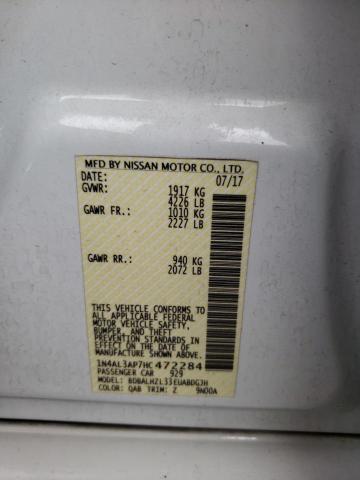 MFD BY NISSAN MOTOR CO., LTD.
DATE: 07/17
GVWR: 1917 KG
4226 LB
GAWR FR.: 1010 KG
2227 LB
GAWR RR.: 940 KG
2072 LB
THIS VEHICLE CONFORMS TO
ALL APPLICABLE FEDERAL
MOTOR VEHICLE SAFETY,
BUMPER, AND THEFT
PREVENTION STANDARDS IN
EFFECT ON THE DATE OF
MANUFACTURE SHOWN ABOVE.
1N4AL3AP7HC472284
PASSENGER CAR 929
MODEL: BDBALHZL33EUABDGJH
COLOR: QAB TRIM: Z 9N00A